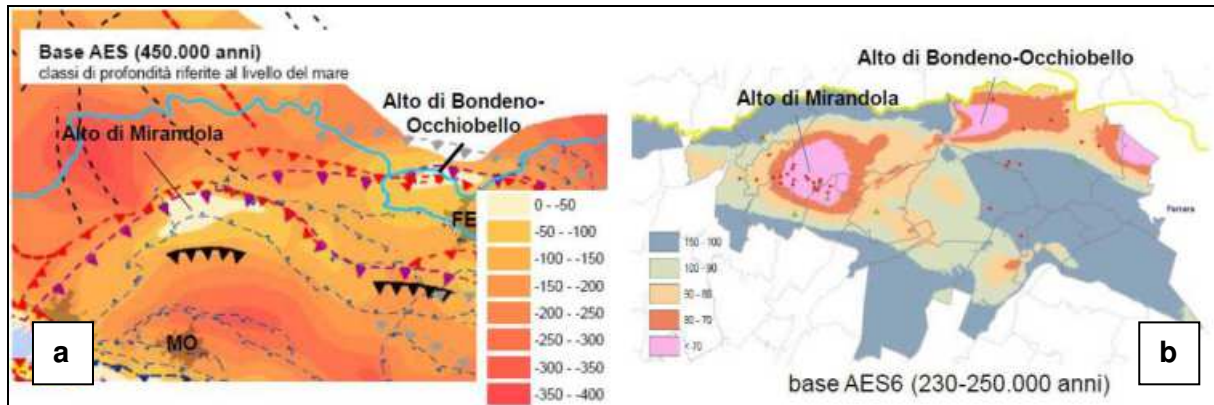 Base AES (450.000 anni)
classi di profondità riferite al livello del mare
Alto di Mirandola
Alto di Bondeno-
Occhiobello
FE
MO
0 - -50
-50 - -100
-100 - -150
-150 - -200
-200 - -250
-250 - -300
-300 - -350
-350 - -400
a
Alto di Bondeno-Occhiobello
Alto di Mirandola
Ferrara
150 - 100
100 - 90
90 - 80
80 - 70
< 70
base AES6 (230-250.000 anni)
b